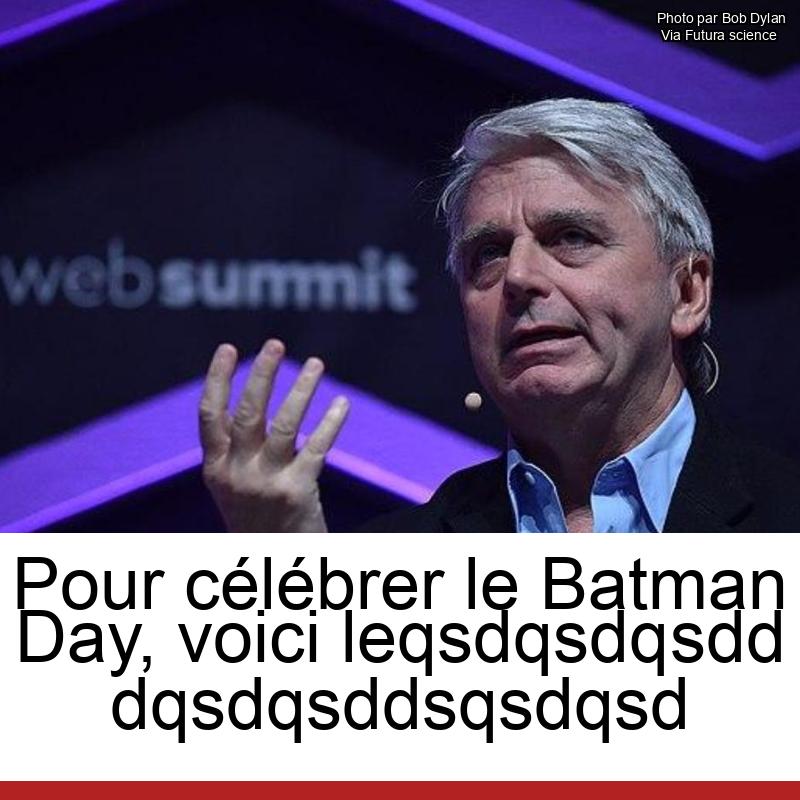 Photo par Bob Dylan
Via Futura science
websummit
Pour célébrer le Batman
Day, voici leqsdqsdqsdd
dqsdqsddsqsdqsd